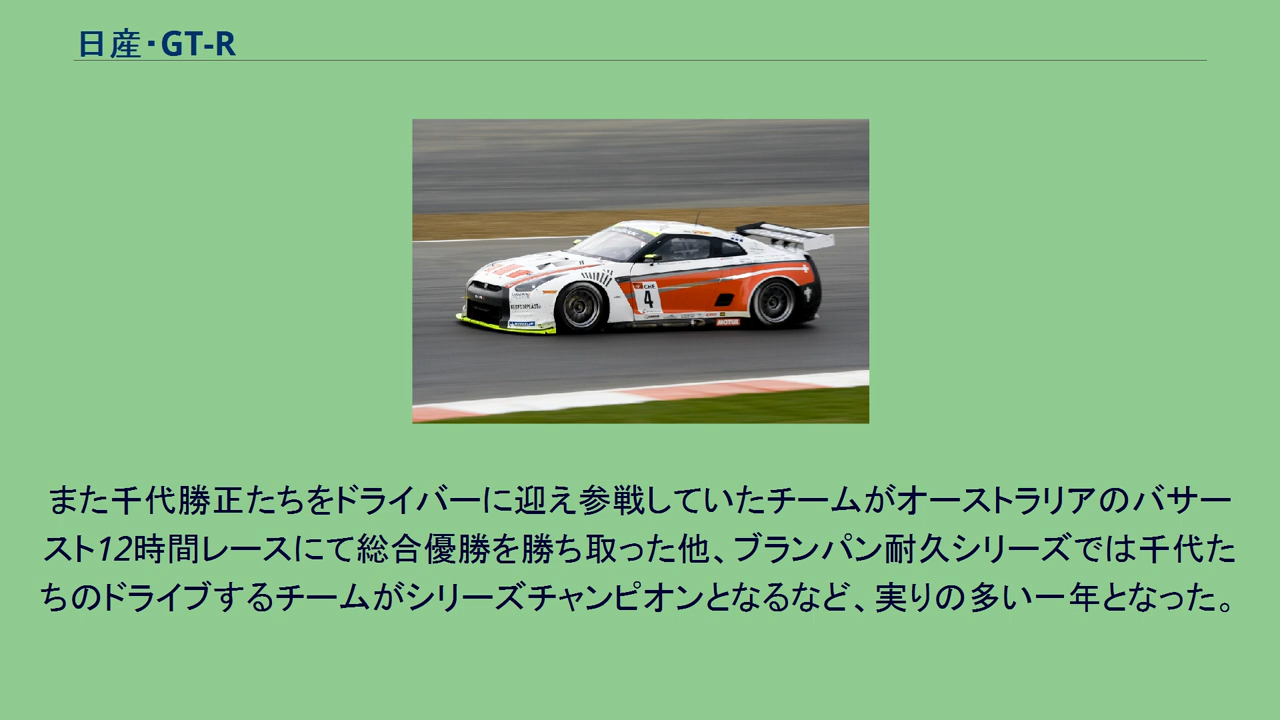 日産・GT-R
CHE
4
MOTUL
また千代勝正たちをドライバーに迎え参戦していたチームがオーストラリアのバサー
スト12時間レースにて総合優勝を勝ち取った他、ブランパン耐久シリーズでは千代た
ちのドライブするチームがシリーズチャンピオンとなるなど、実りの多い一年となった。